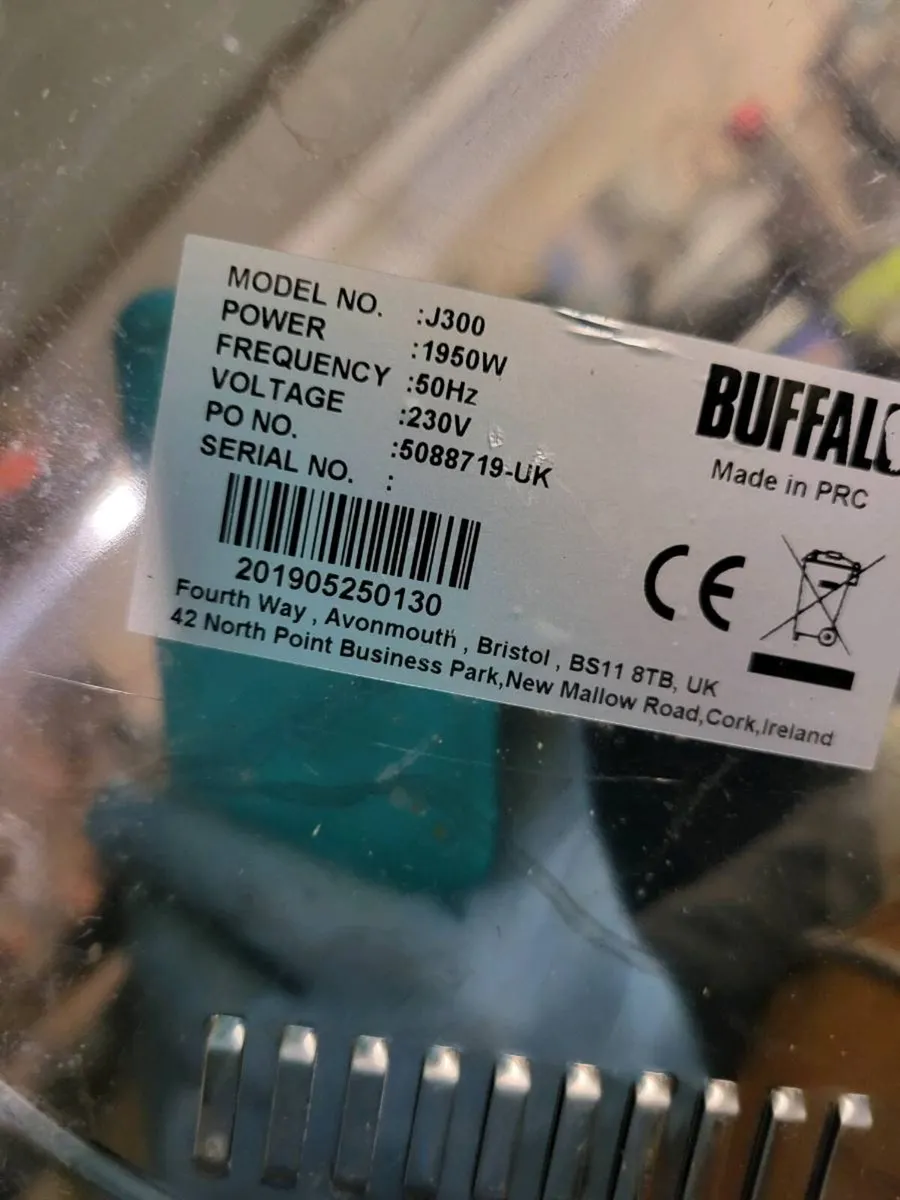 MODEL NO. :J300
POWER :1950W
FREQUENCY :50Hz
VOLTAGE :230V
PO NO. :5088719-UK
SERIAL NO. :
201905250130
Fourth Way , Avonmouth , Bristol , BS11 8TB, UK
42 North Point Business Park,New Mallow Road,Cork,Ireland
BUFFALO
Made in PRC
CE